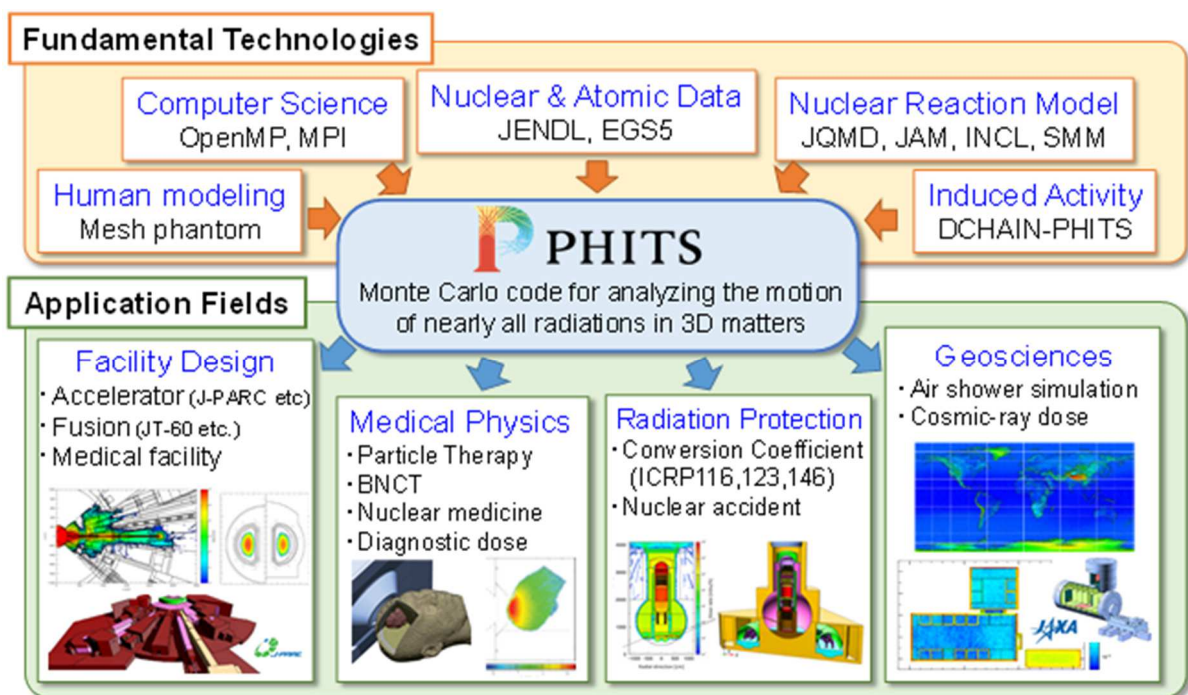 Fundamental Technologies
Computer Science
OpenMP, MPI
Nuclear & Atomic Data
JENDL, EGS5
Nuclear Reaction Model
JQMD, JAM, INCL, SMM
Human modeling
Mesh phantom
Induced Activity
DCHAIN-PHITS
PHITS
Monte Carlo code for analyzing the motion
of nearly all radiations in 3D matters
Application Fields
Facility Design
・Accelerator (J-PARC etc)
・Fusion (JT-60 etc.)
・Medical facility
J-PARC
Medical Physics
・Particle Therapy
・BNCT
・Nuclear medicine
・Diagnostic dose
Radiation Protection
・Conversion Coefficient
(ICRP116,123,146)
・Nuclear accident
Geosciences
・Air shower simulation
・Cosmic-ray dose
JAXA